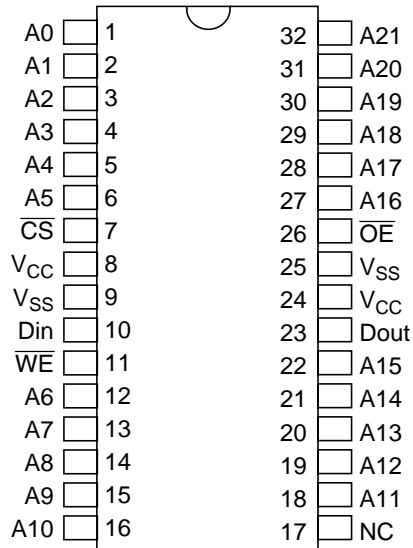 A0 1 32 A21
A1 2 31 A20
A2 3 30 A19
A3 4 29 A18
A4 5 28 A17
A5 6 27 A16
C̅S̅ 7 26 O̅E̅
VCC 8 25 VSS
VSS 9 24 VCC
Din 10 23 Dout
W̅E̅ 11 22 A15
A6 12 21 A14
A7 13 20 A13
A8 14 19 A12
A9 15 18 A11
A10 16 17 NC